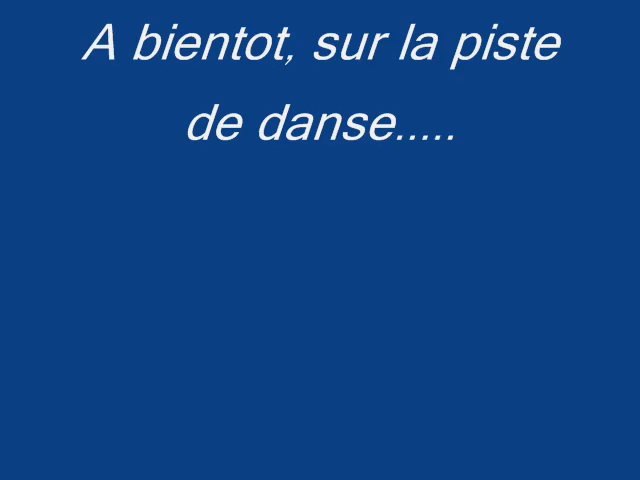 A bientot, sur la piste
de danse.....